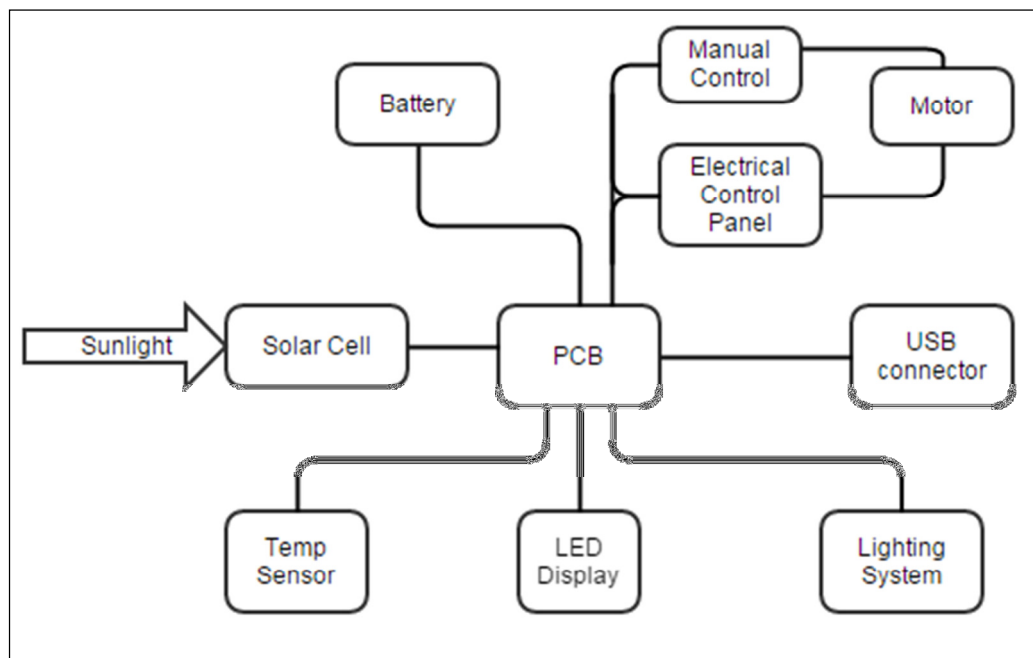 Manual
Control
Battery
Motor
Electrical
Control
Panel
Sunlight
Solar Cell
PCB
USB
connector
Temp
Sensor
LED
Display
Lighting
System